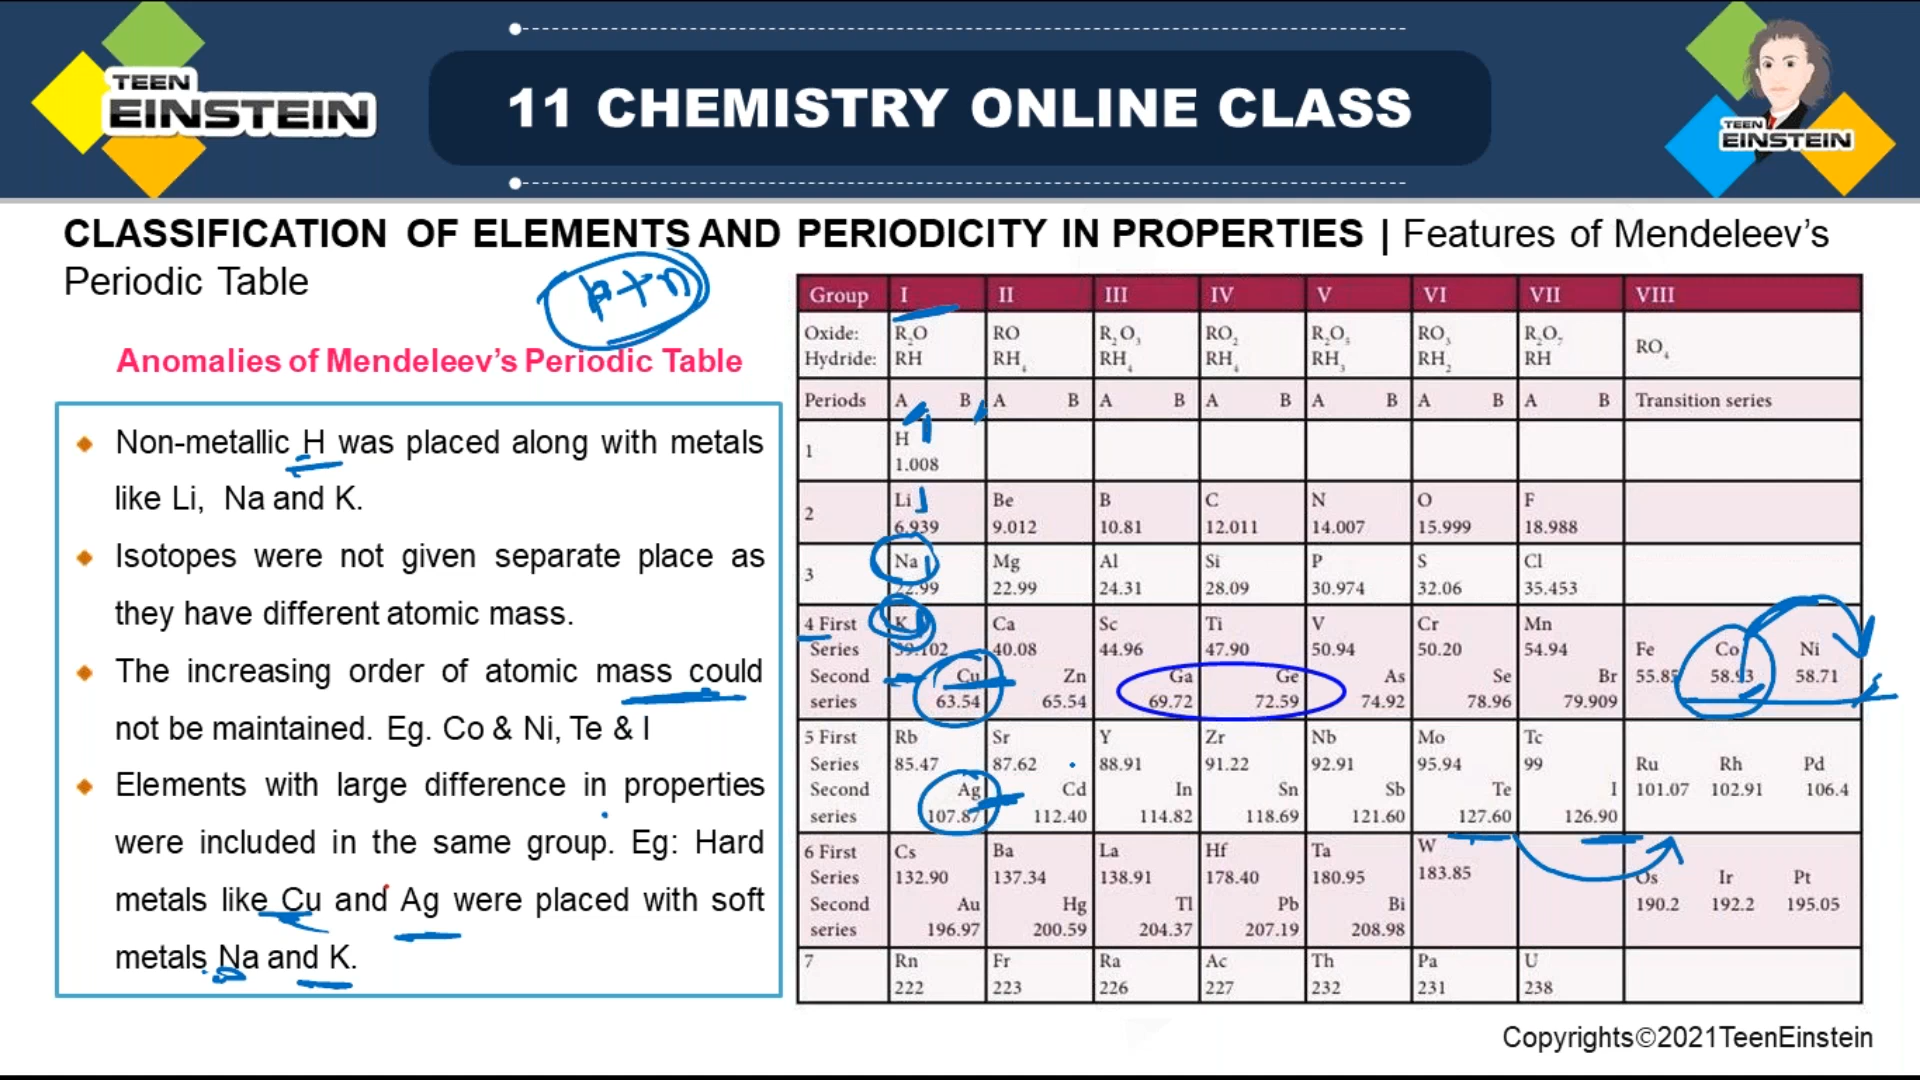 TEEN
EINSTEIN
11 CHEMISTRY ONLINE CLASS
TEEN
EINSTEIN
CLASSIFICATION OF ELEMENTS AND PERIODICITY IN PROPERTIES | Features of Mendeleev’s
Periodic Table
p+n
Anomalies of Mendeleev’s Periodic Table
Non-metallic H was placed along with metals
like Li, Na and K.
Isotopes were not given separate place as
they have different atomic mass.
The increasing order of atomic mass could
not be maintained. Eg. Co & Ni, Te & I
Elements with large difference in properties
were included in the same group. Eg: Hard
metals like Cu and Ag were placed with soft
metals Na and K.
Group I II III IV V VI VII VIII
Oxide: R₂O RO R₂O₃ RO₂ R₂O₅ RO₃ R₂O₇ RO₄
Hydride: RH RH₄ RH₄ RH₄ RH₃ RH₂ RH
Periods A B A B A B A B A B A B A B Transition series
1 H
1.008
2 Li Be B C N O F
6.939 9.012 10.81 12.011 14.007 15.999 18.988
3 Na Mg Al Si P S Cl
22.99 22.99 24.31 28.09 30.974 32.06 35.453
4 First K Ca Sc Ti V Cr Mn
Series 39.102 40.08 44.96 47.90 50.94 50.20 54.94 Fe Co Ni
Second Cu Zn Ga Ge As Se Br 55.85 58.93 58.71
series 63.54 65.54 69.72 72.59 74.92 78.96 79.909
5 First Rb Sr Y Zr Nb Mo Tc
Series 85.47 87.62 88.91 91.22 92.91 95.94 99 Ru Rh Pd
Second Ag Cd In Sn Sb Te I 101.07 102.91 106.4
series 107.87 112.40 114.82 118.69 121.60 127.60 126.90
6 First Cs Ba La Hf Ta W
Series 132.90 137.34 138.91 178.40 180.95 183.85 Os Ir Pt
Second Au Hg Tl Pb Bi 190.2 192.2 195.05
series 196.97 200.59 204.37 207.19 208.98
7 Rn Fr Ra Ac Th Pa U
222 223 226 227 232 231 238
Copyrights©2021TeenEinstein